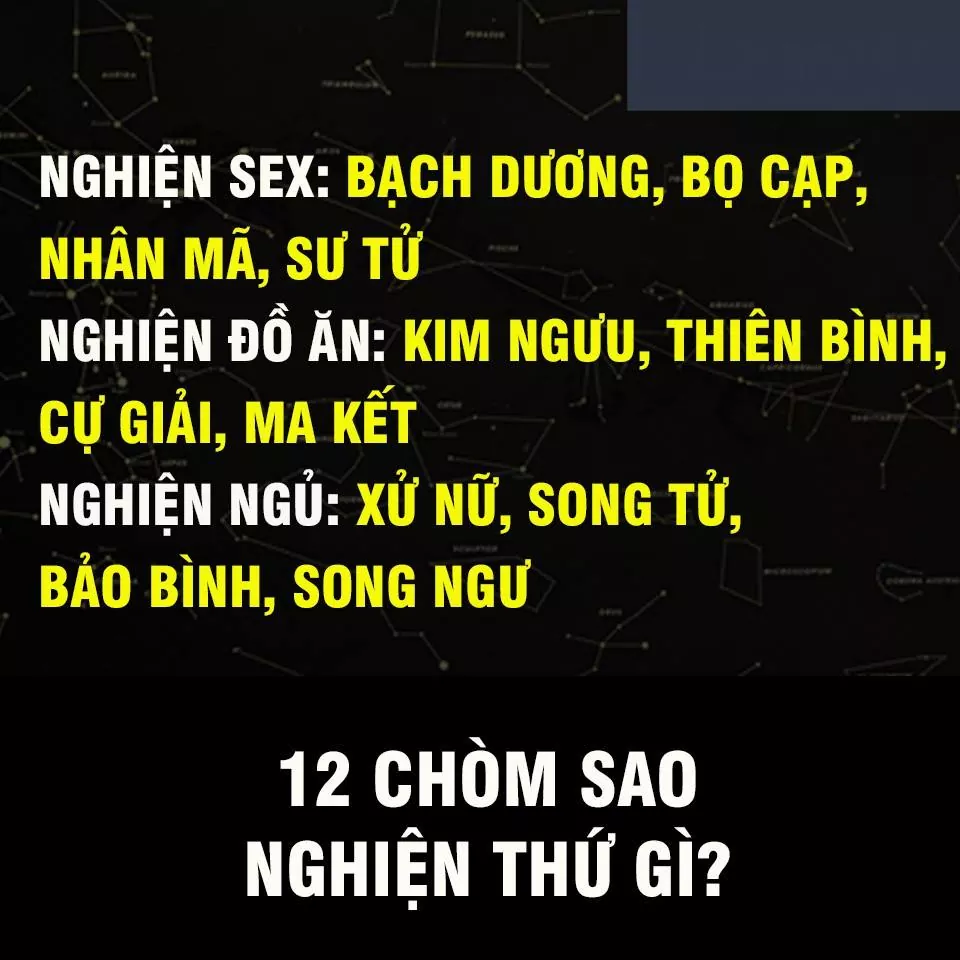 NGHIỆN SEX: BẠCH DƯƠNG, BỌ CẠP,
NHÂN MÃ, SƯ TỬ
NGHIỆN ĐỒ ĂN: KIM NGƯU, THIÊN BÌNH,
CỰ GIẢI, MA KẾT
NGHIỆN NGỦ: XỬ NỮ, SONG TỬ,
BẢO BÌNH, SONG NGƯ
12 CHÒM SAO
NGHIỆN THỨ GÌ?